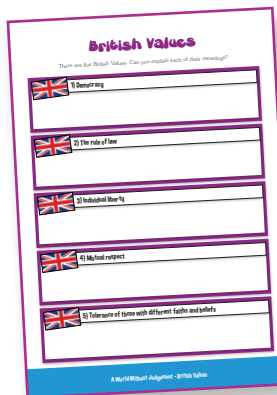 British Values
There are five British Values. Can you explain each of their meanings?
1) Democracy
2) The rule of law
3) Individual liberty
4) Mutual respect
5) Tolerance of those with different faiths and beliefs
A World Without Judgement - British Values